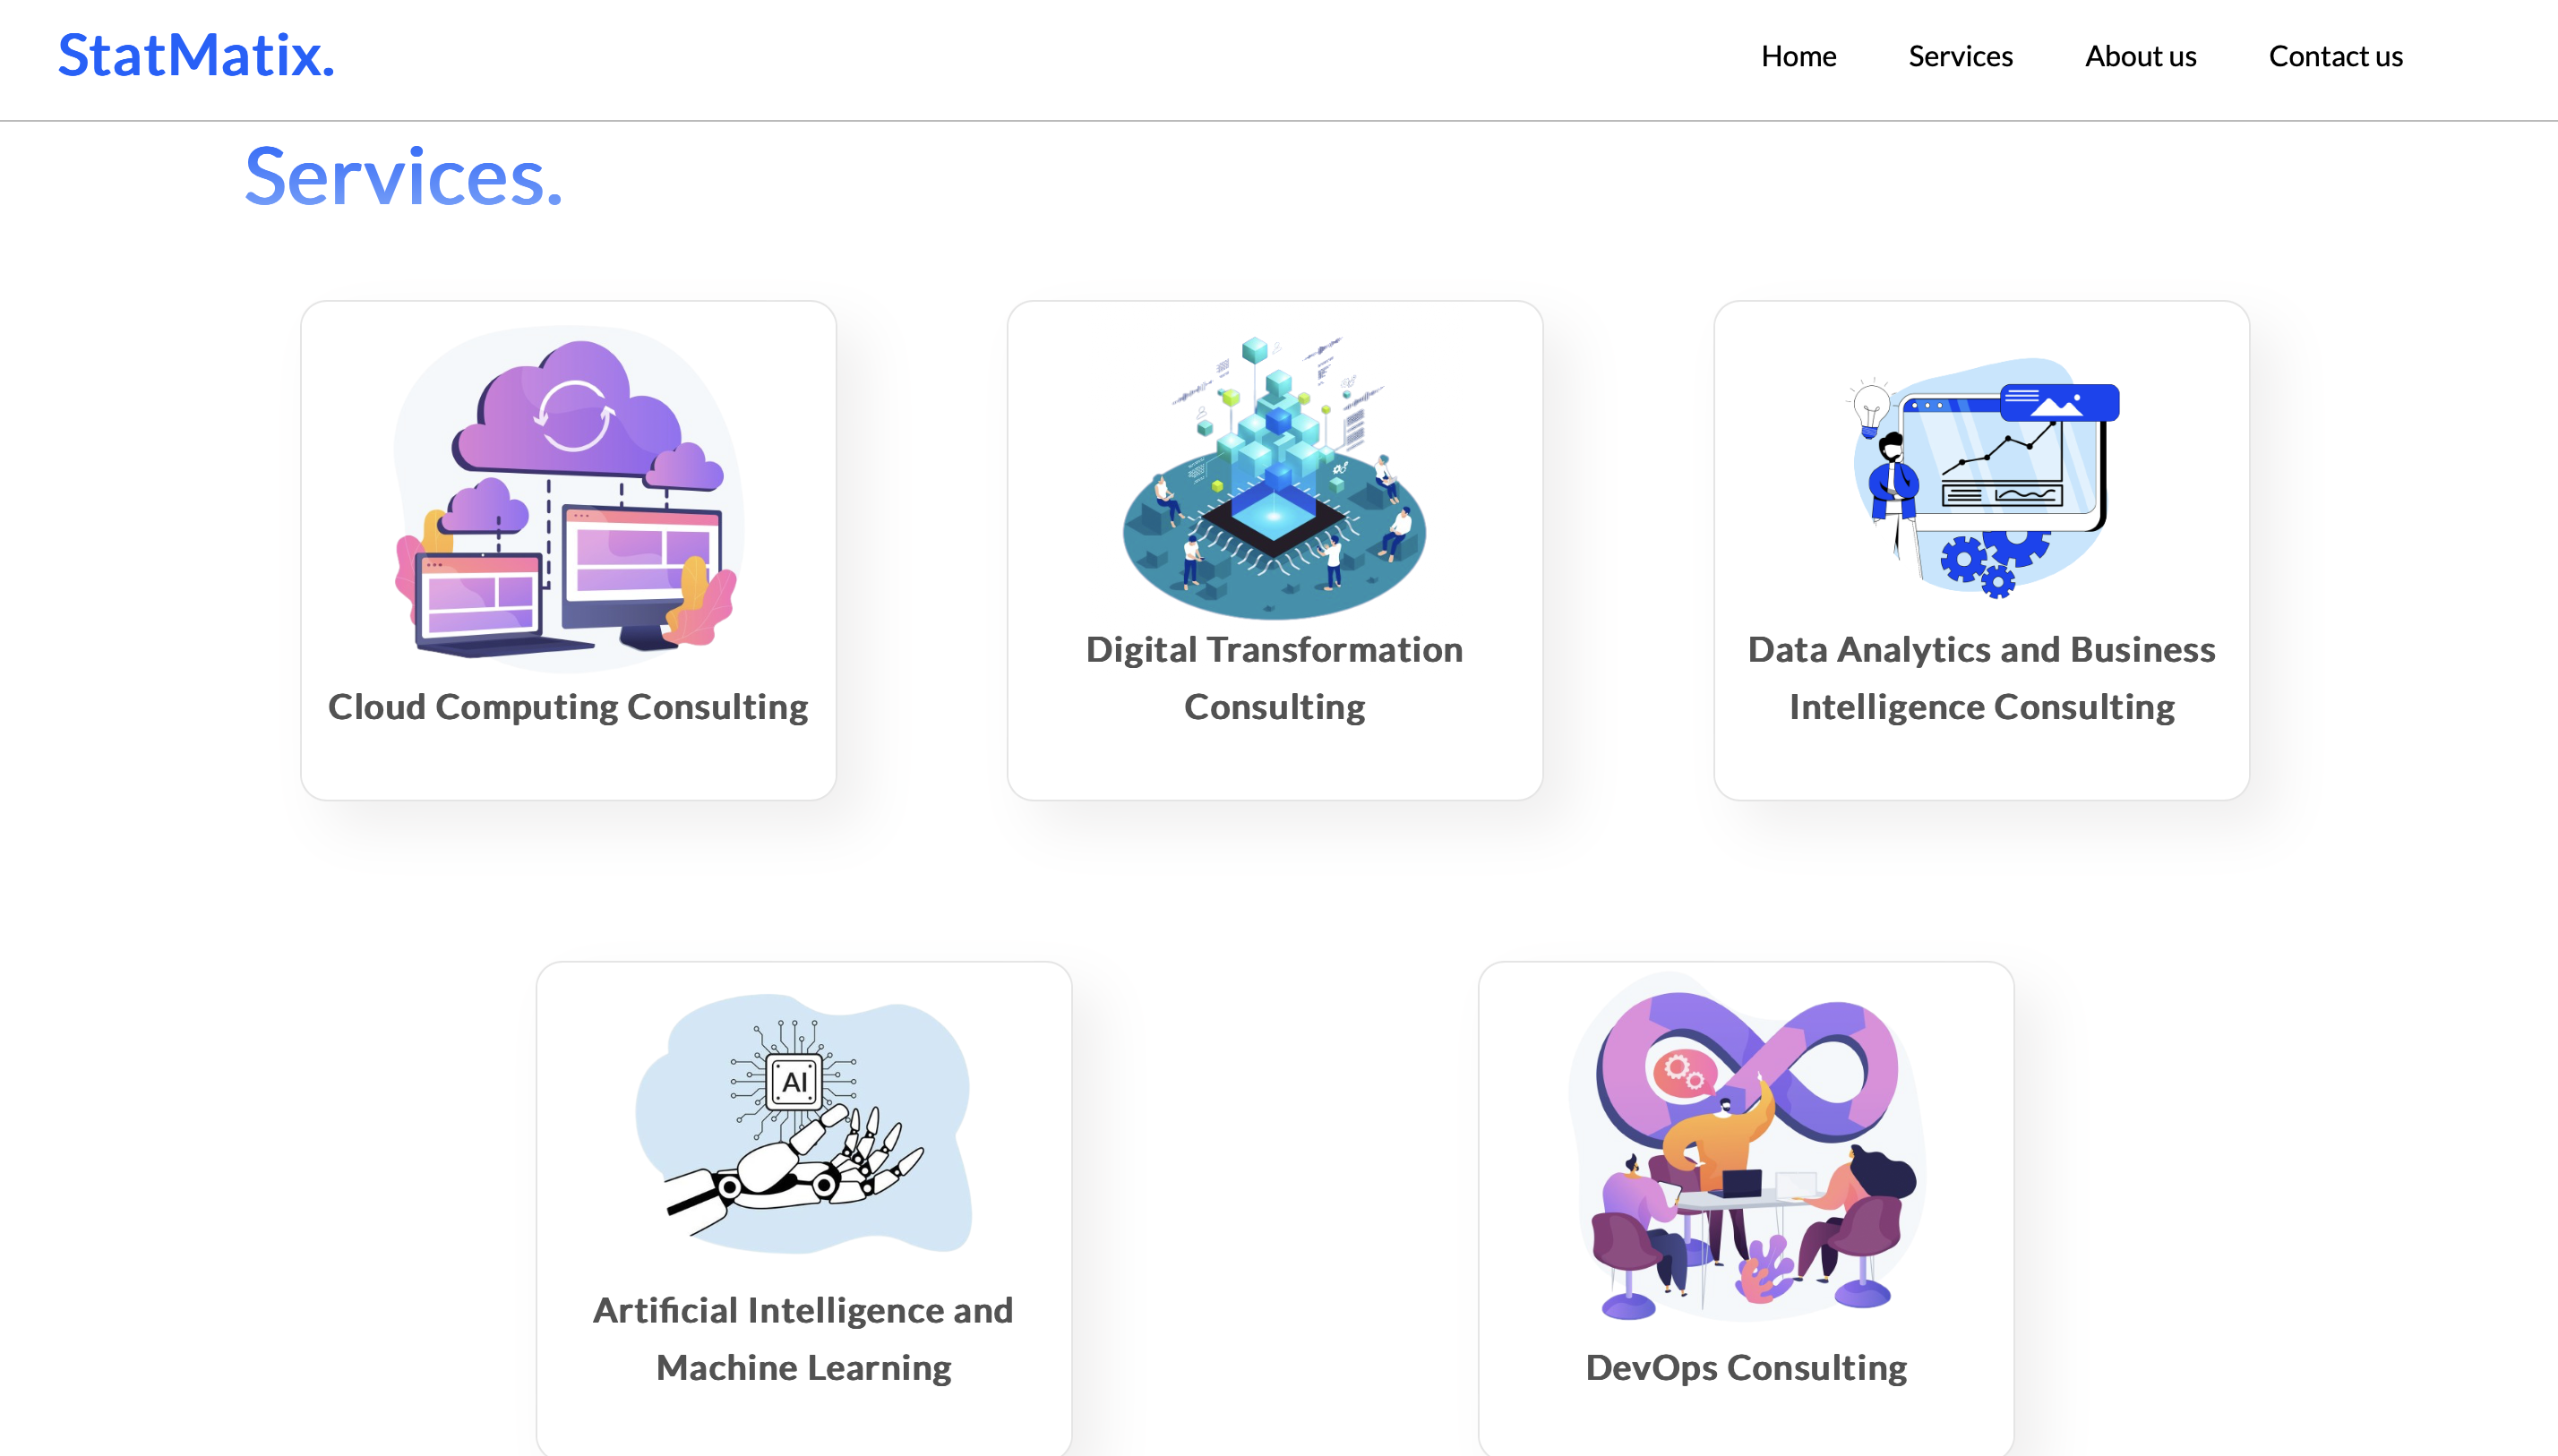 StatMatix.
Home Services About us Contact us
Services.
Cloud Computing Consulting
Digital Transformation
Consulting
Data Analytics and Business
Intelligence Consulting
AI
Artificial Intelligence and
Machine Learning
DevOps Consulting